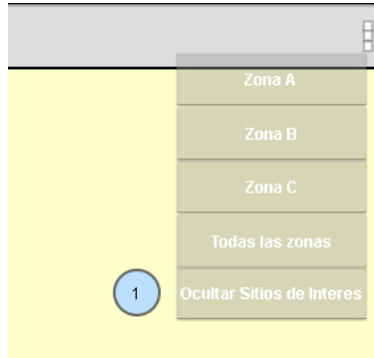 Zona A
Zona B
Zona C
Todas las zonas
1
Ocultar Sitios de Interes